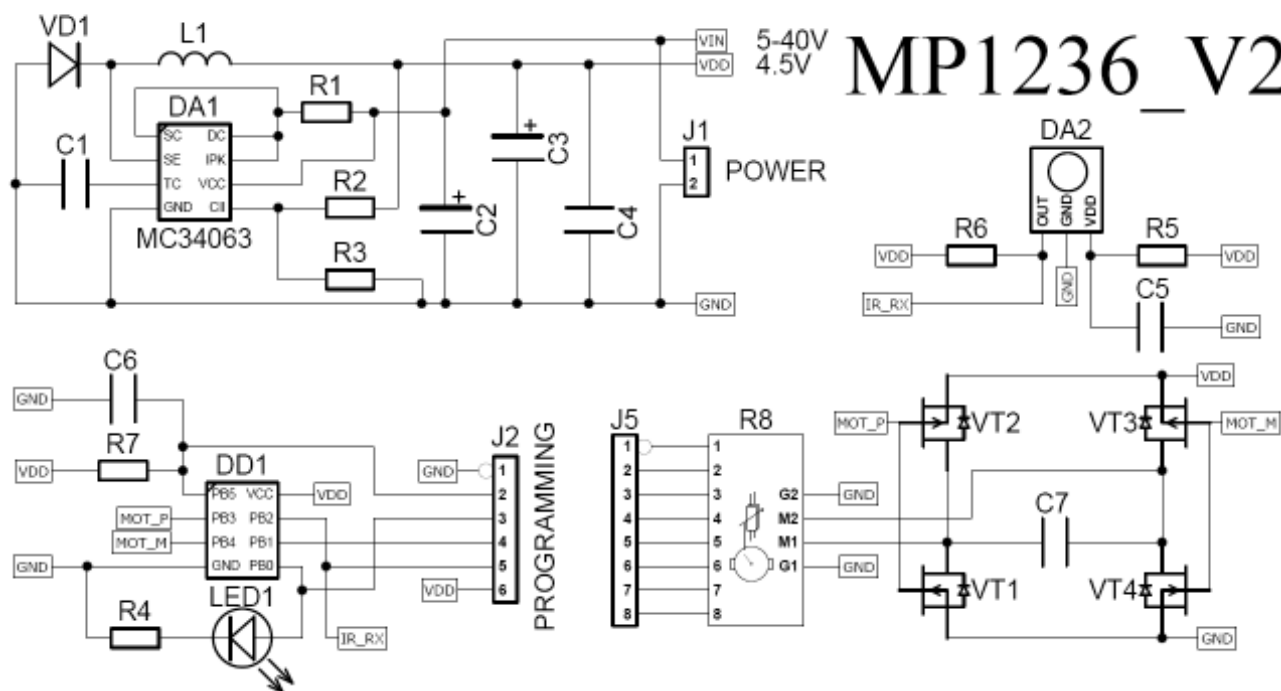 MP1236_V2
VD1
L1
VIN 5-40V
VDD 4.5V
R1
DA1
SC DC
SE IPK
TC VCC
GND CII
MC34063
C1
R2
R3
C2
C3
C4
J1
1
2
POWER
GND
DA2
OUT
GND
VDD
R6
R5
VDD
VDD
IR_RX
GND
C5
GND
C6
GND
R7
VDD
DD1
PB5 VCC
PB3 PB2
PB4 PB1
GND PB0
VDD
MOT_P
MOT_M
GND
R4
LED1
IR_RX
J2
GND
1
2
3
4
5
6
VDD
PROGRAMMING
J5
1
2
3
4
5
6
7
8
R8
1
2
3
4
5
6
7
8
G2
M2
M1
G1
GND
GND
VDD
MOT_P
VT2
VT3
MOT_M
C7
VT1
VT4
GND